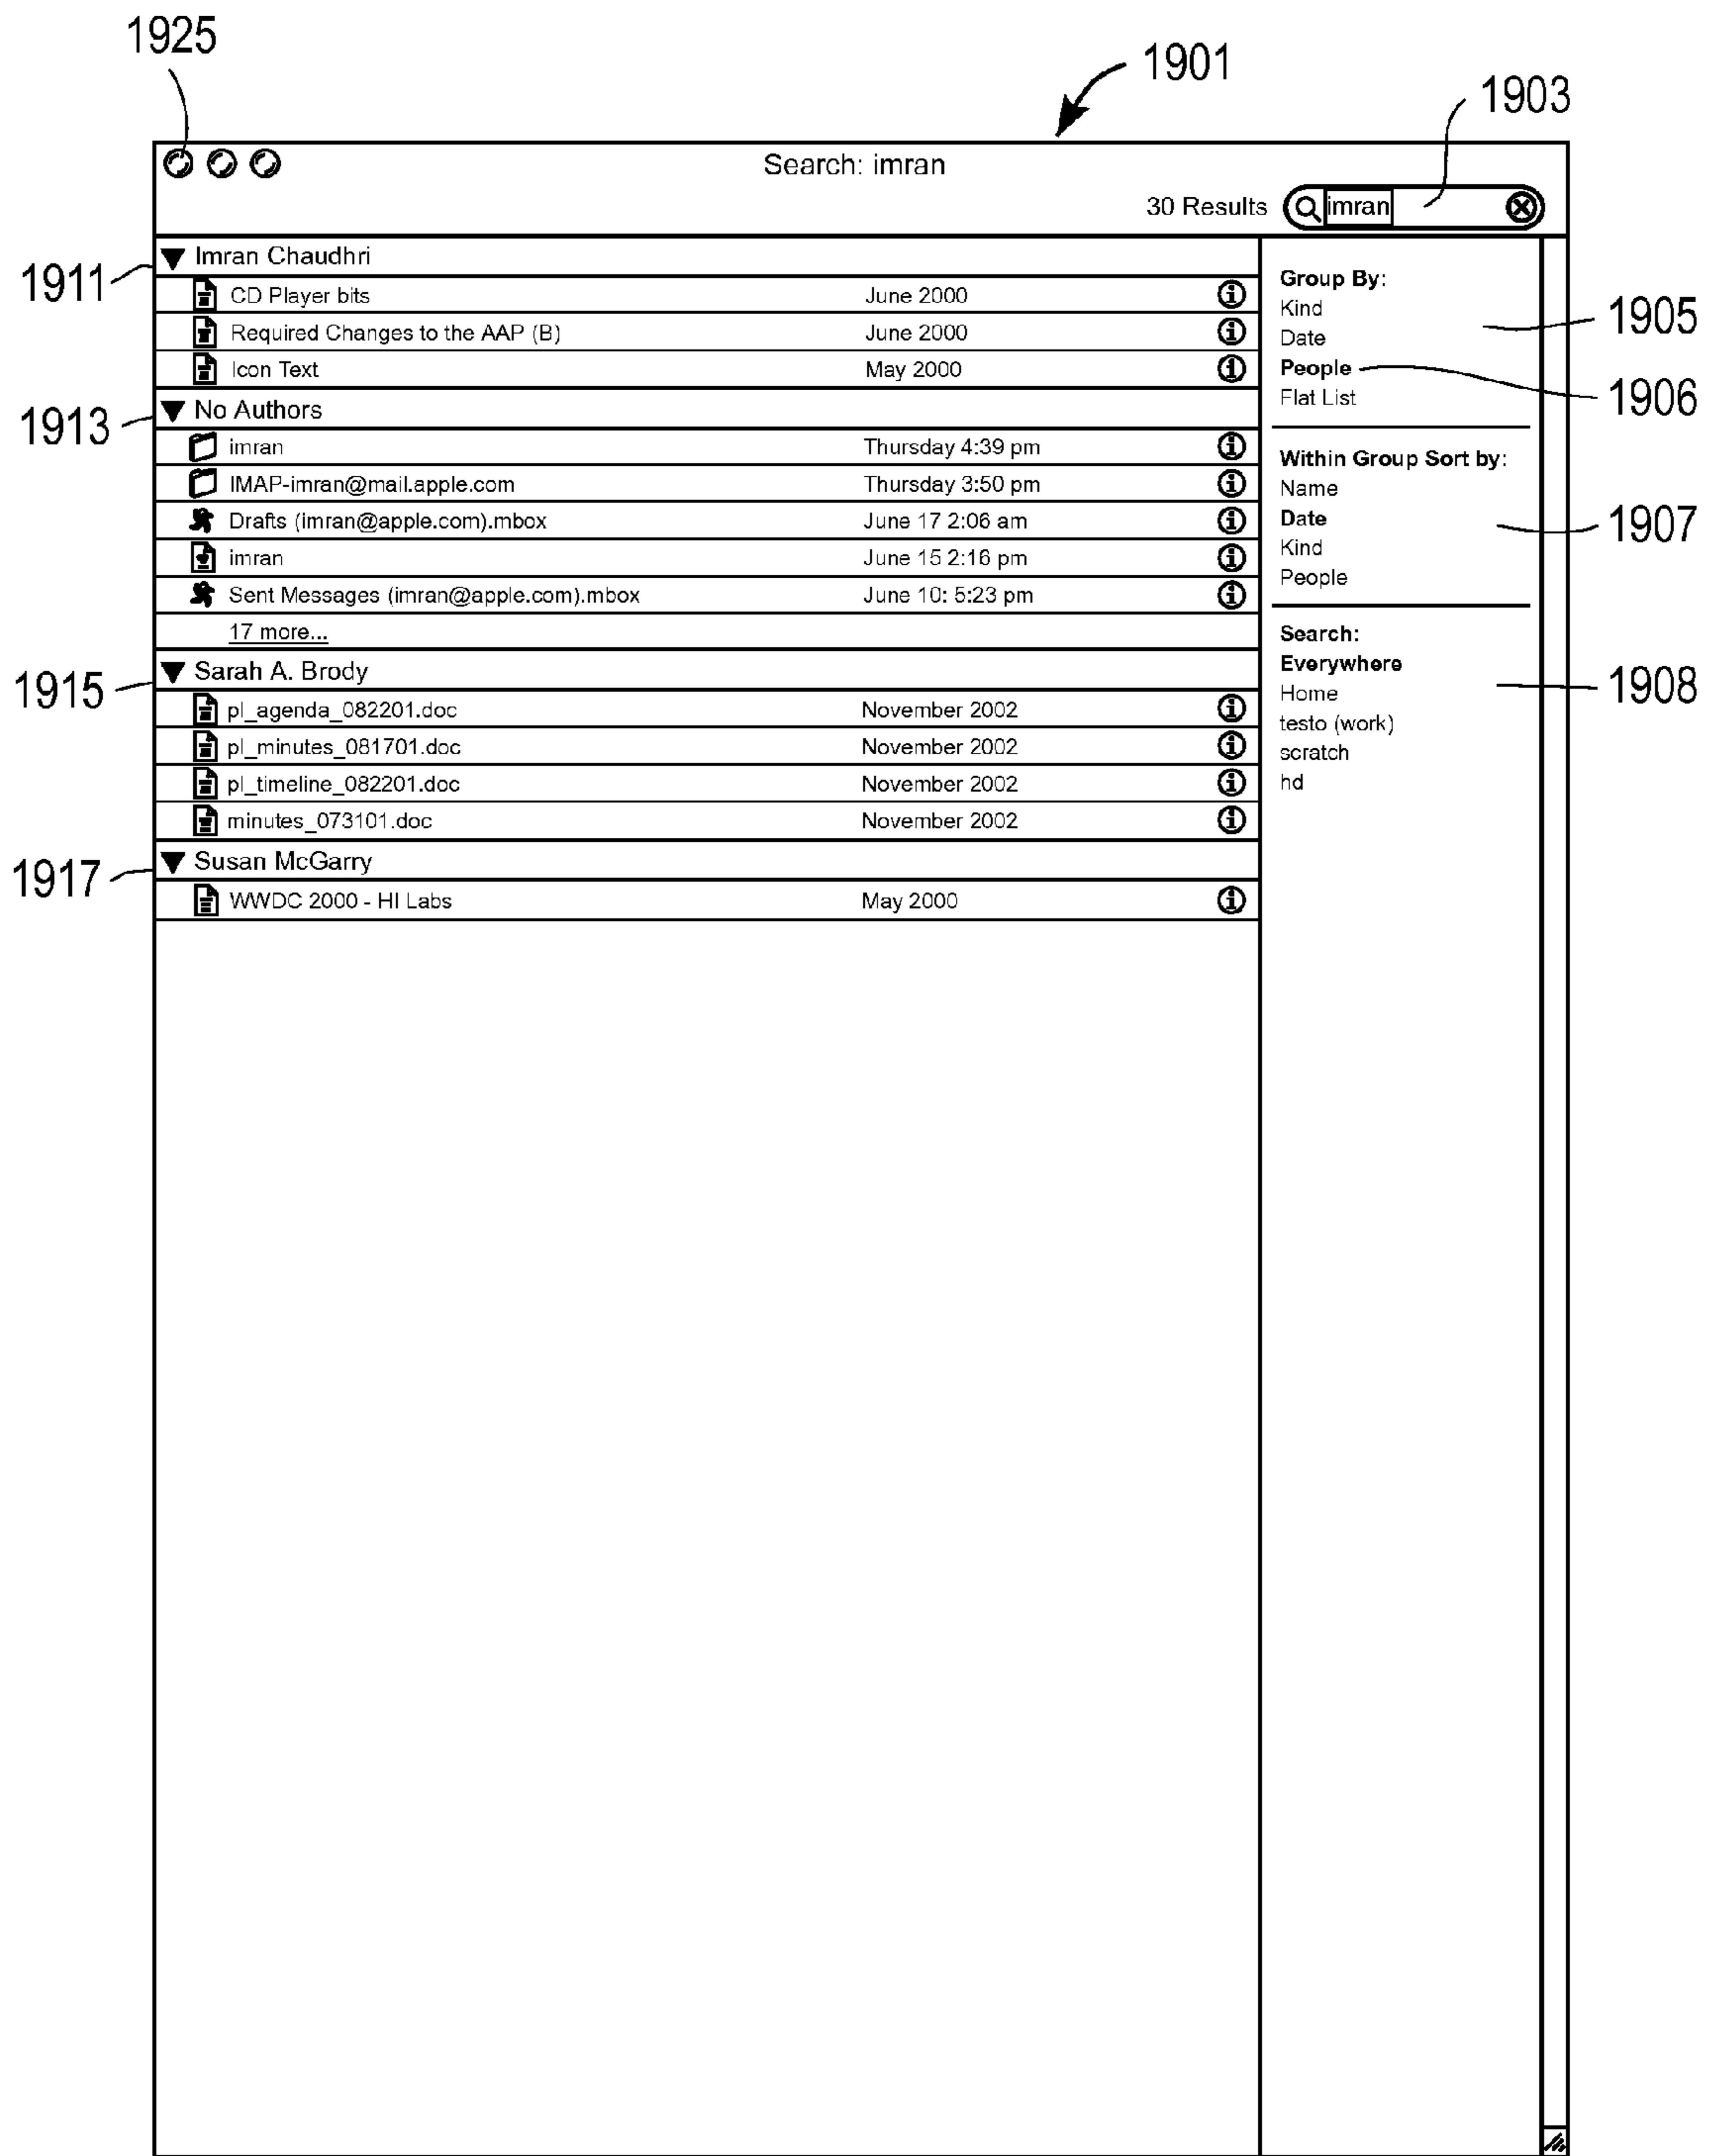 1925
1901
1903
Search: imran
30 Results imran
1911
Imran Chaudhri
CD Player bits June 2000
Required Changes to the AAP (B) June 2000
Icon Text May 2000
1913
No Authors
imran Thursday 4:39 pm
IMAP-imran@mail.apple.com Thursday 3:50 pm
Drafts (imran@apple.com).mbox June 17 2:06 am
imran June 15 2:16 pm
Sent Messages (imran@apple.com).mbox June 10: 5:23 pm
17 more...
1915
Sarah A. Brody
pl_agenda_082201.doc November 2002
pl_minutes_081701.doc November 2002
pl_timeline_082201.doc November 2002
minutes_073101.doc November 2002
1917
Susan McGarry
WWDC 2000 - HI Labs May 2000
Group By:
Kind
1905
Date
People
1906
Flat List
Within Group Sort by:
Name
Date
1907
Kind
People
Search:
Everywhere
Home
1908
testo (work)
scratch
hd